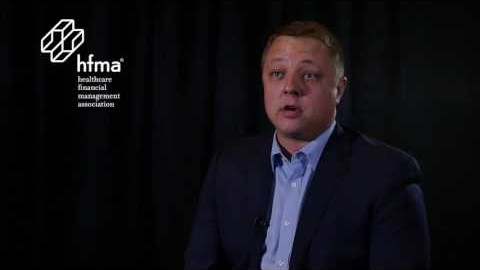 hfma®
healthcare
financial
management
association